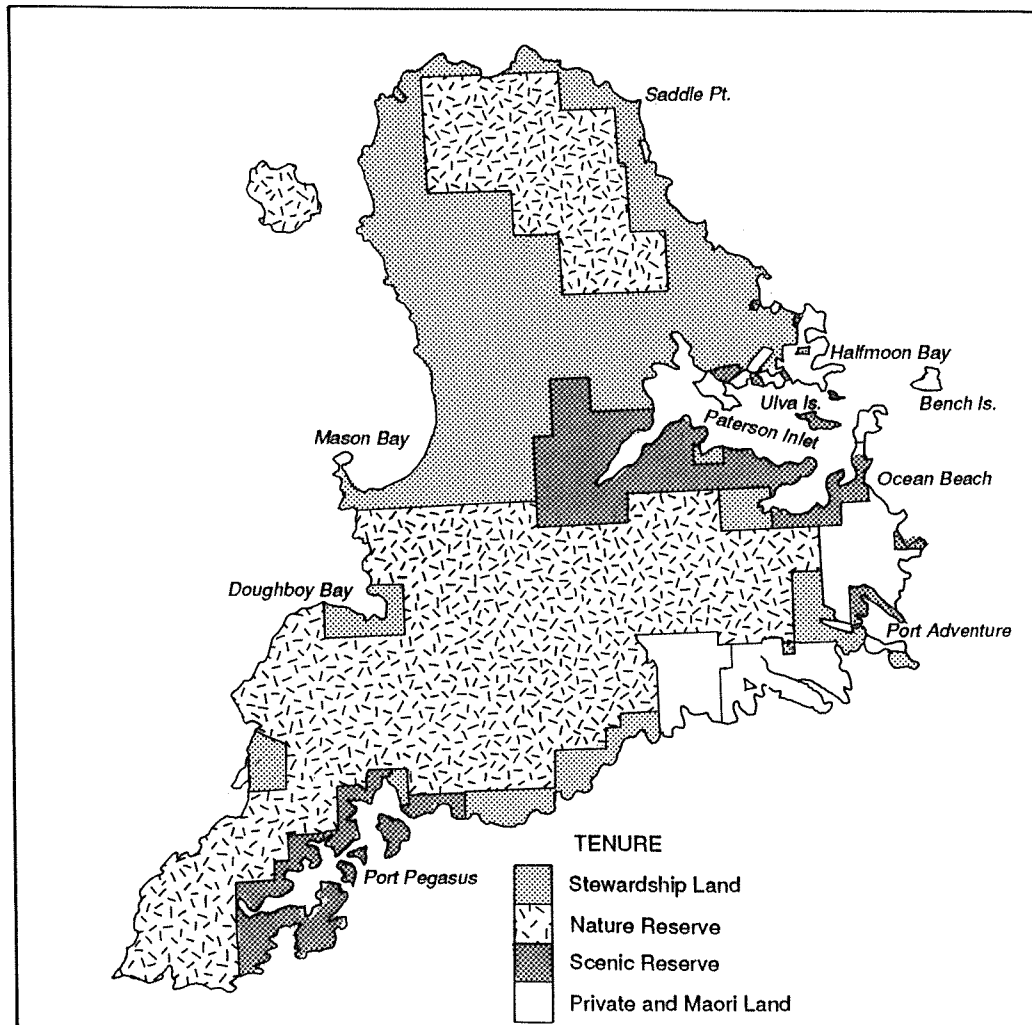 Saddle Pt.
Halfmoon Bay
Bench Is.
Ulva Is.
Paterson Inlet
Mason Bay
Ocean Beach
Doughboy Bay
Port Adventure
Port Pegasus
TENURE
Stewardship Land
Nature Reserve
Scenic Reserve
Private and Maori Land